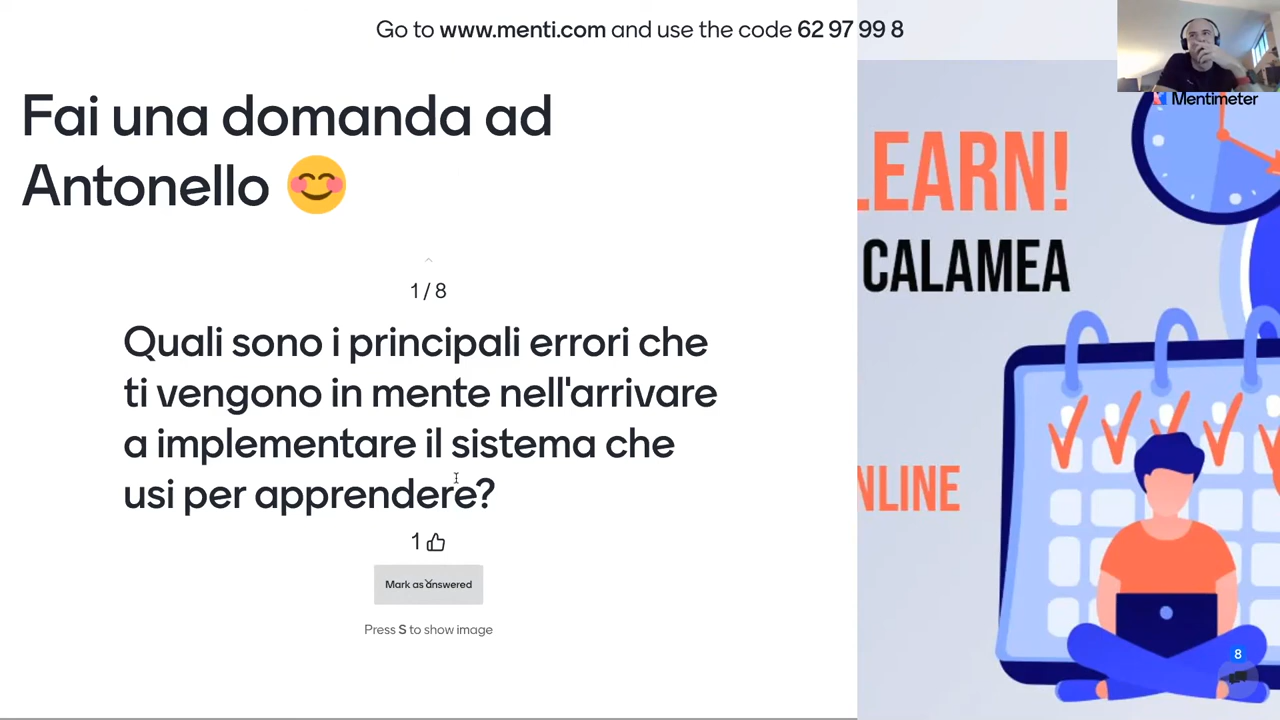 Go to www.menti.com and use the code 62 97 99 8
Mentimeter
Fai una domanda ad
Antonello 😊
1 / 8
Quali sono i principali errori che
ti vengono in mente nell'arrivare
a implementare il sistema che
usi per apprendere?
1
Mark as answered
Press S to show image
LEARN!
CALAMEA
NLINE
8